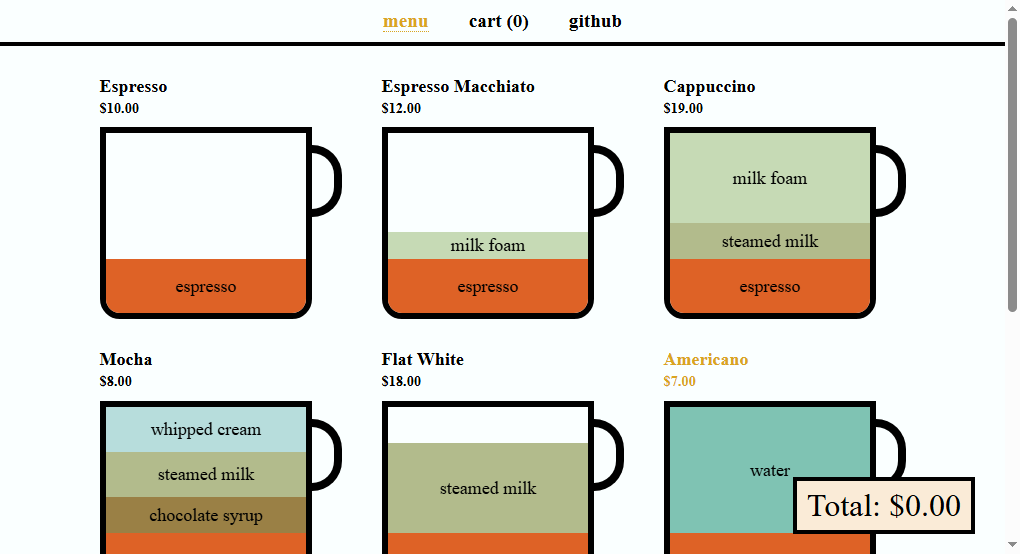 menu cart (0) github
Espresso
$10.00
espresso
Espresso Macchiato
$12.00
milk foam
espresso
Cappuccino
$19.00
milk foam
steamed milk
espresso
Mocha
$8.00
whipped cream
steamed milk
chocolate syrup
Flat White
$18.00
steamed milk
Americano
$7.00
water
Total: $0.00